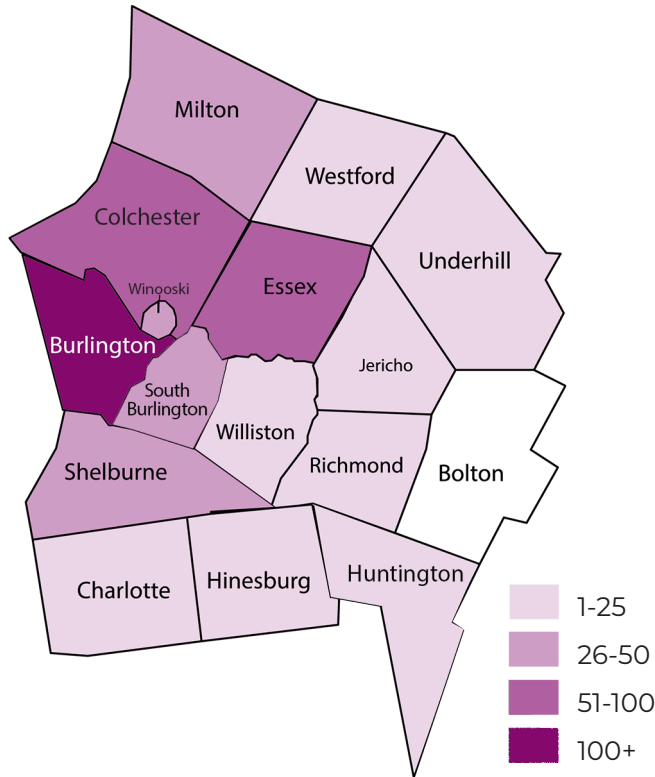 Milton
Westford
Colchester
Underhill
Essex
Winooski
Burlington
Jericho
South
Burlington
Williston
Richmond
Shelburne
Bolton
Huntington
Charlotte
Hinesburg
1-25
26-50
51-100
100+